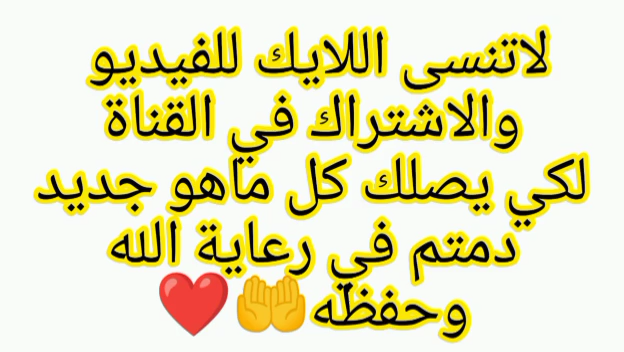 لاتنسى اللايك للفيديو
والاشتراك في القناة
لكي يصلك كل ماهو جديد
دمتم في رعاية الله
وحفظه🤲❤️